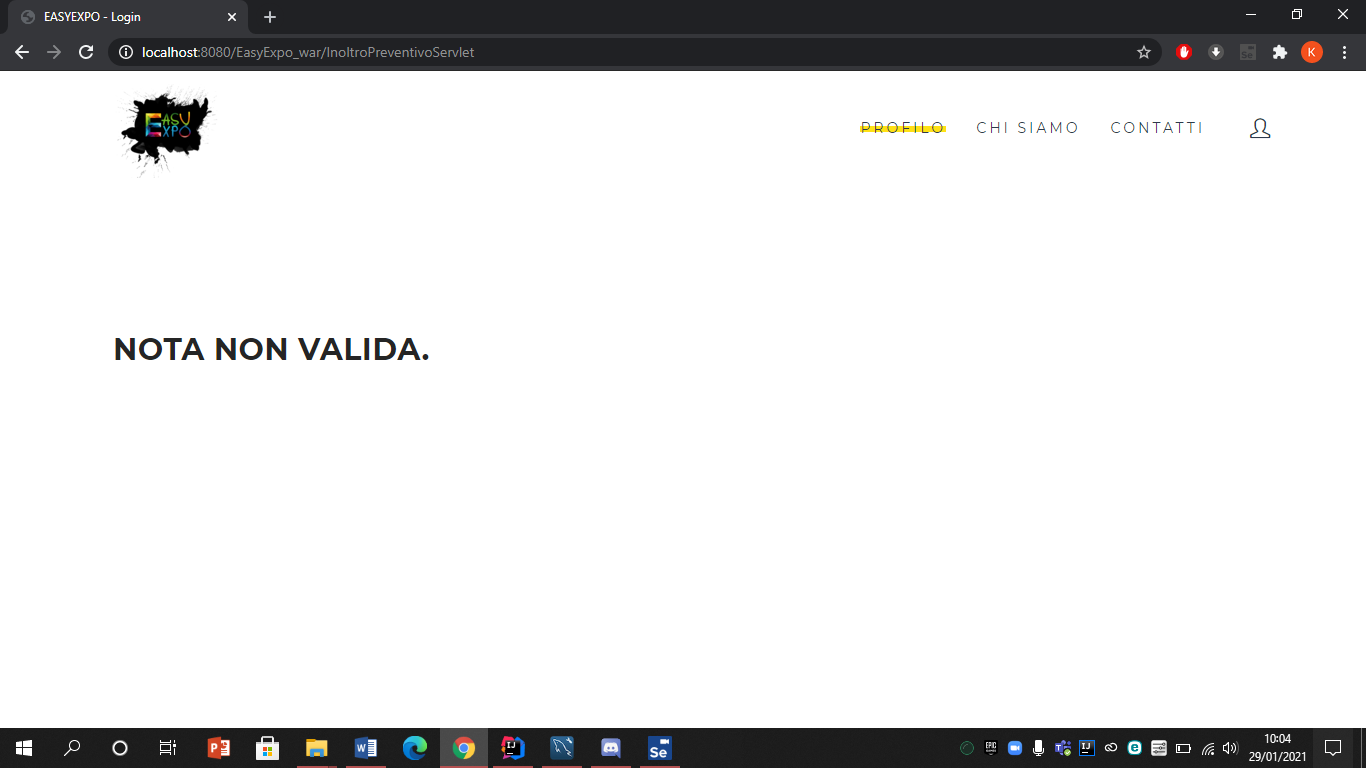 EASYEXPO - Login
localhost:8080/EasyExpo_war/InoltroPreventivoServlet
K
EASY
EXPO
PROFILO
CHI SIAMO
CONTATTI
NOTA NON VALIDA.
10:04
29/01/2021